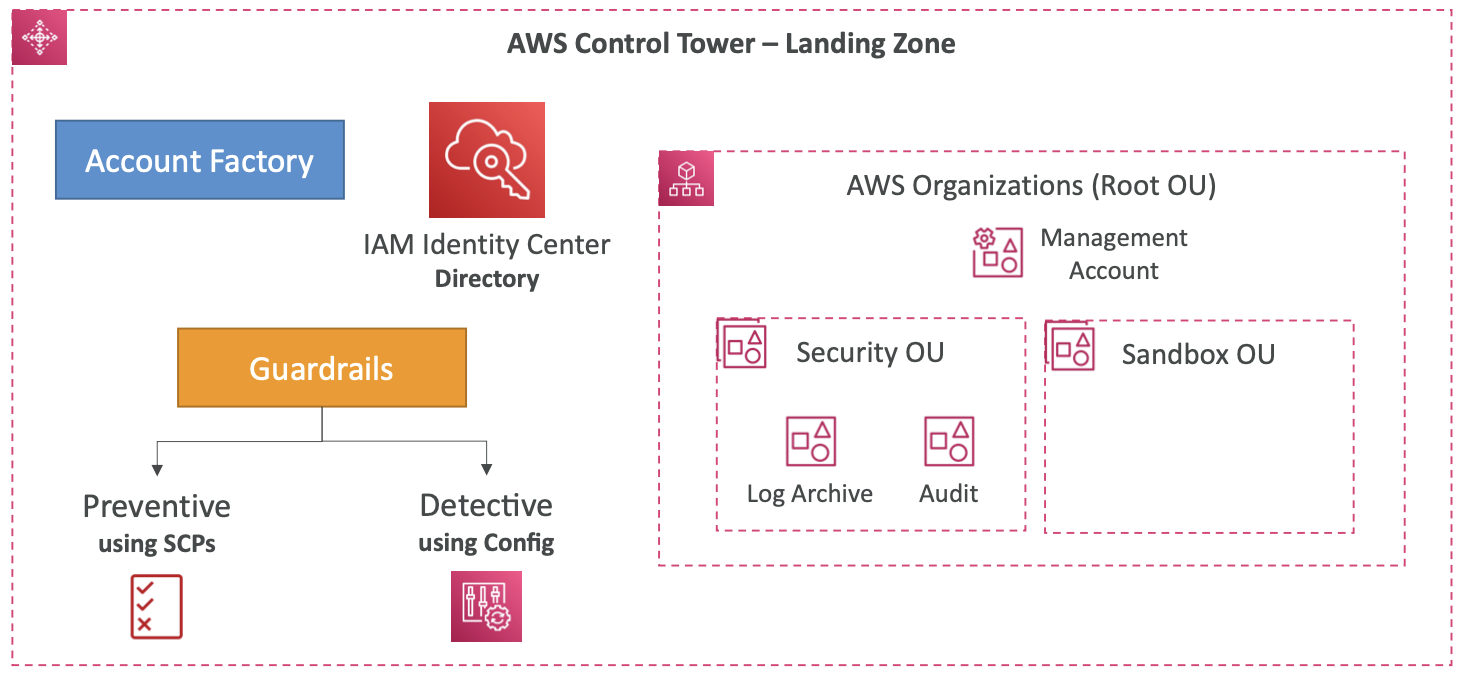 AWS Control Tower – Landing Zone
Account Factory
IAM Identity Center
Directory
Guardrails
Preventive
using SCPs
Detective
using Config
AWS Organizations (Root OU)
Management
Account
Security OU
Log Archive
Audit
Sandbox OU